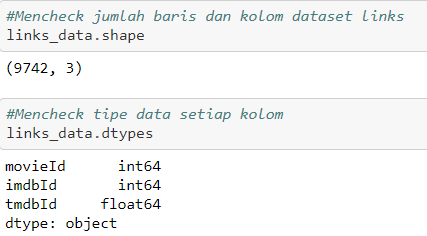 #Mencheck jumlah baris dan kolom dataset links
links_data.shape
(9742, 3)
#Mencheck tipe data setiap kolom
links_data.dtypes
movieId      int64
imdbId       int64
tmdbId     float64
dtype: object